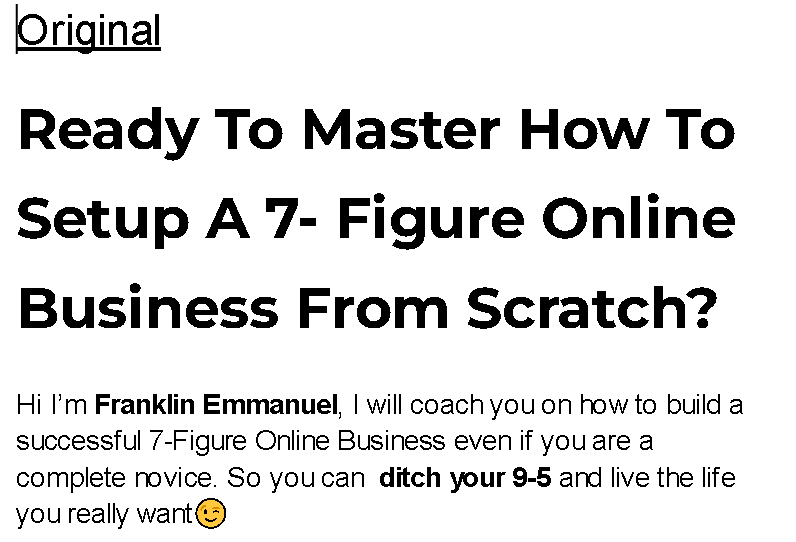 Original
Ready To Master How To
Setup A 7- Figure Online
Business From Scratch?
Hi I’m Franklin Emmanuel, I will coach you on how to build a
successful 7-Figure Online Business even if you are a
complete novice. So you can  ditch your 9-5 and live the life
you really want😉